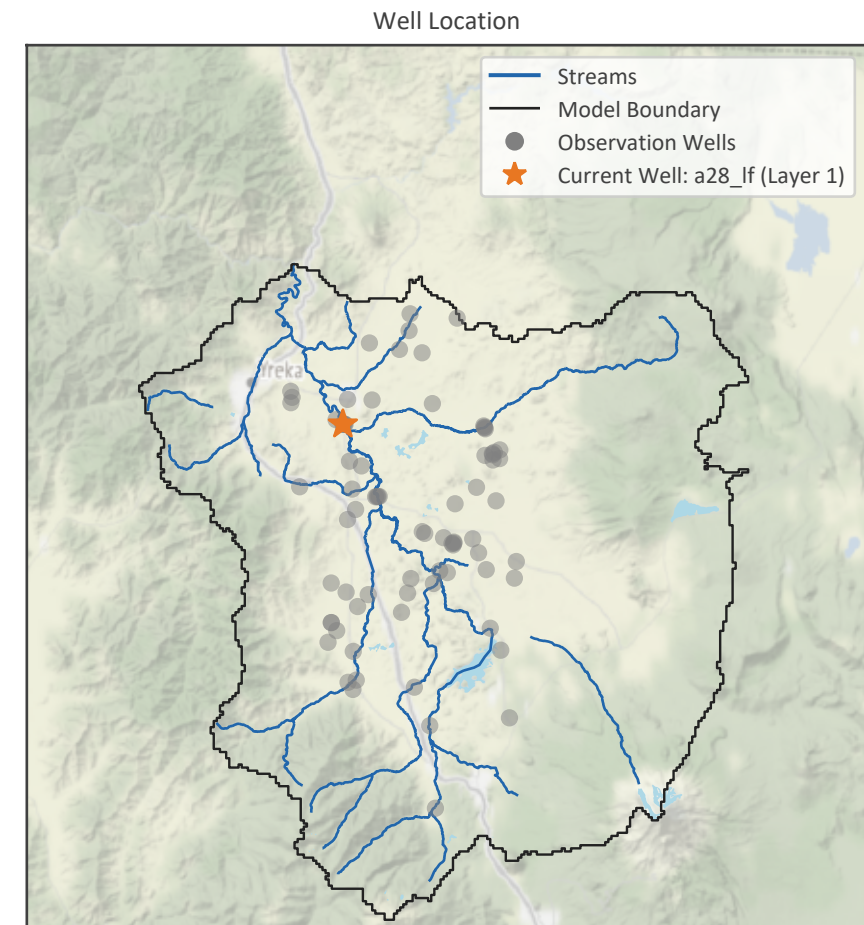 Well Location
Streams
Model Boundary
Observation Wells
Current Well: a28_lf (Layer 1)
Yreka